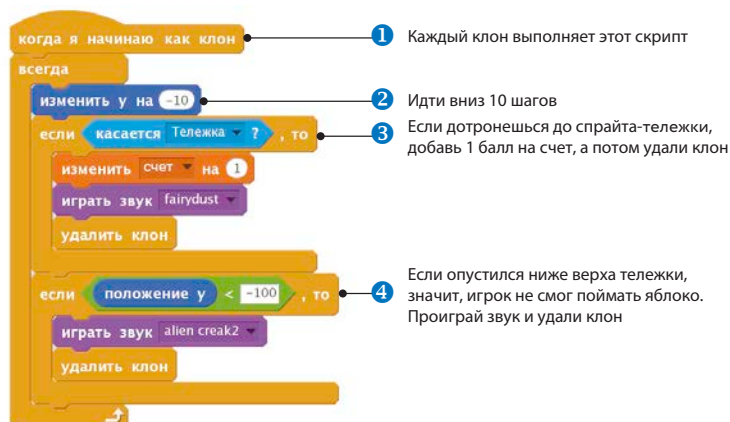 когда я начинаю как клон
1 Каждый клон выполняет этот скрипт
всегда
изменить у на -10
2 Идти вниз 10 шагов
если касается Тележка ? , то
3 Если дотронешься до спрайта-тележки,
добавь 1 балл на счет, а потом удали клон
изменить счет на 1
играть звук fairydust
удалить клон
если положение у < -100 , то
4 Если опустился ниже верха тележки,
значит, игрок не смог поймать яблоко.
Проиграй звук и удали клон
играть звук alien creak2
удалить клон